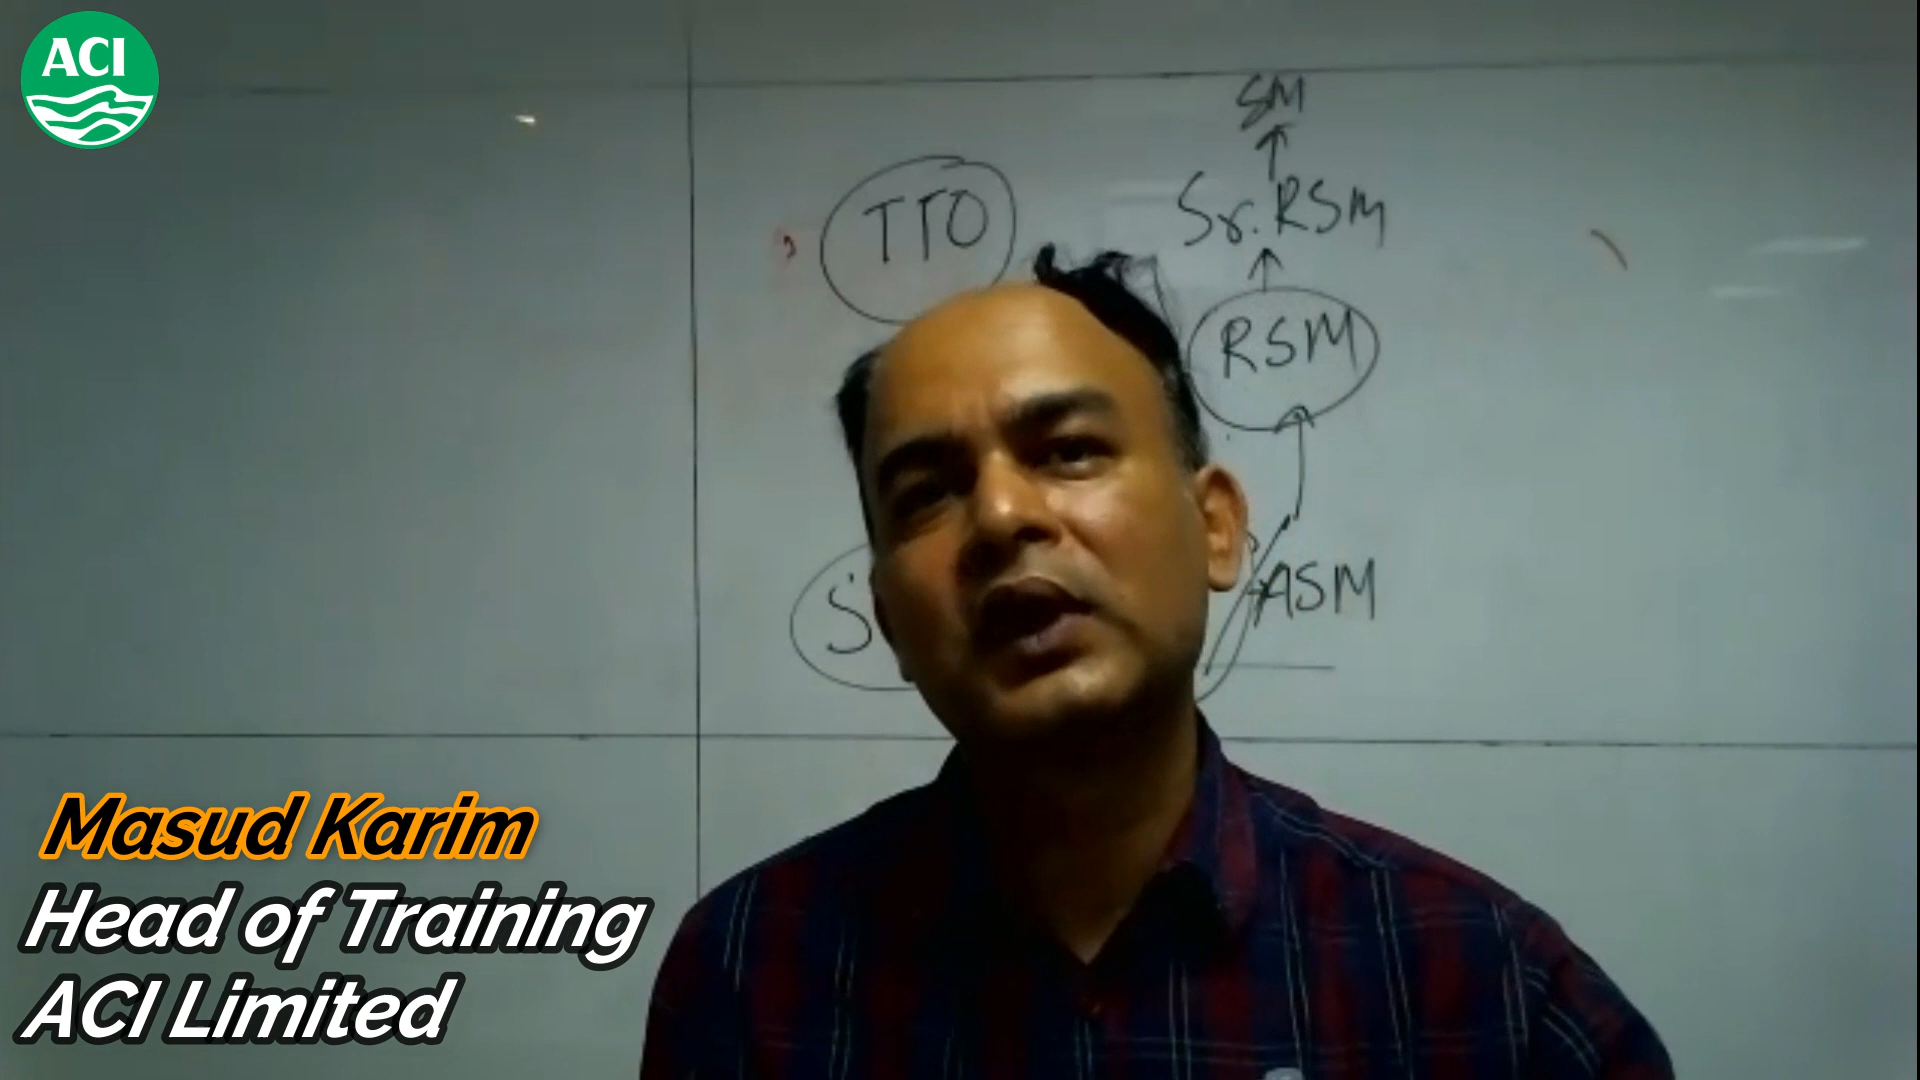 ACI
SM
Sr. RSM
TTO
RSM
S
ASM
Masud Karim
Head of Training
ACI Limited